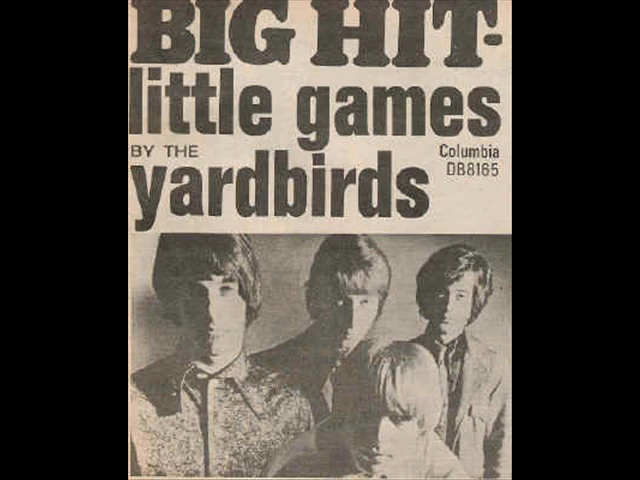 BIG HIT-
little games
BY THE
Columbia
DB8165
yardbirds